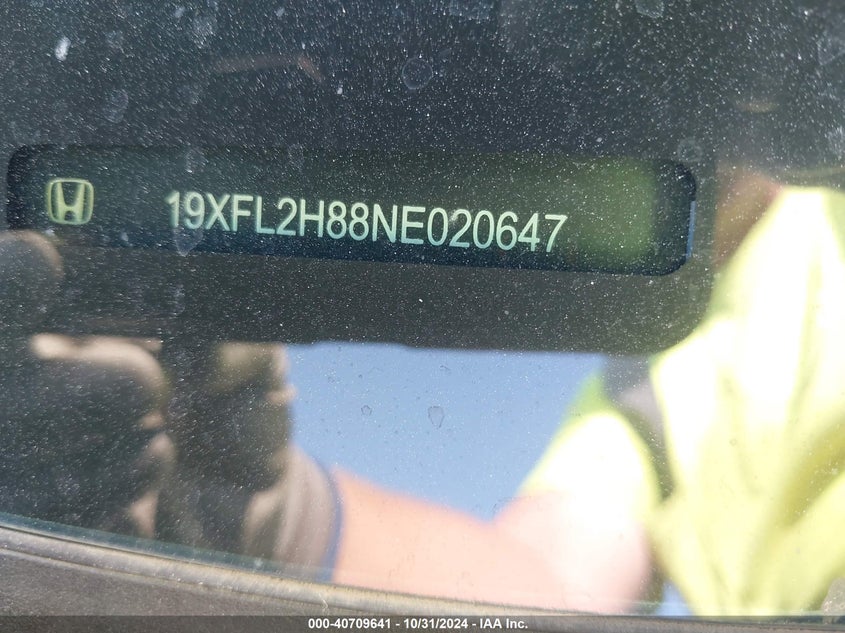 19XFL2H88NE020647
000-40709641 - 10/31/2024 - IAA Inc.